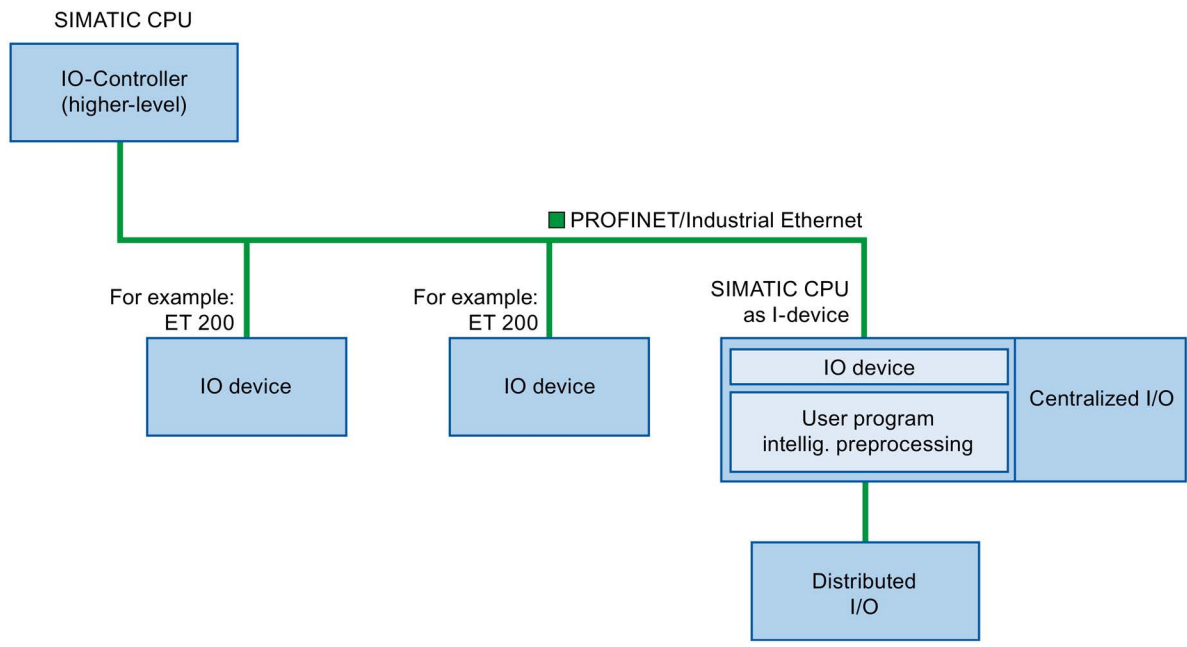 SIMATIC CPU
IO-Controller
(higher-level)
PROFINET/Industrial Ethernet
For example:
ET 200
IO device
For example:
ET 200
IO device
SIMATIC CPU
as I-device
IO device
User program
intellig. preprocessing
Centralized I/O
Distributed
I/O